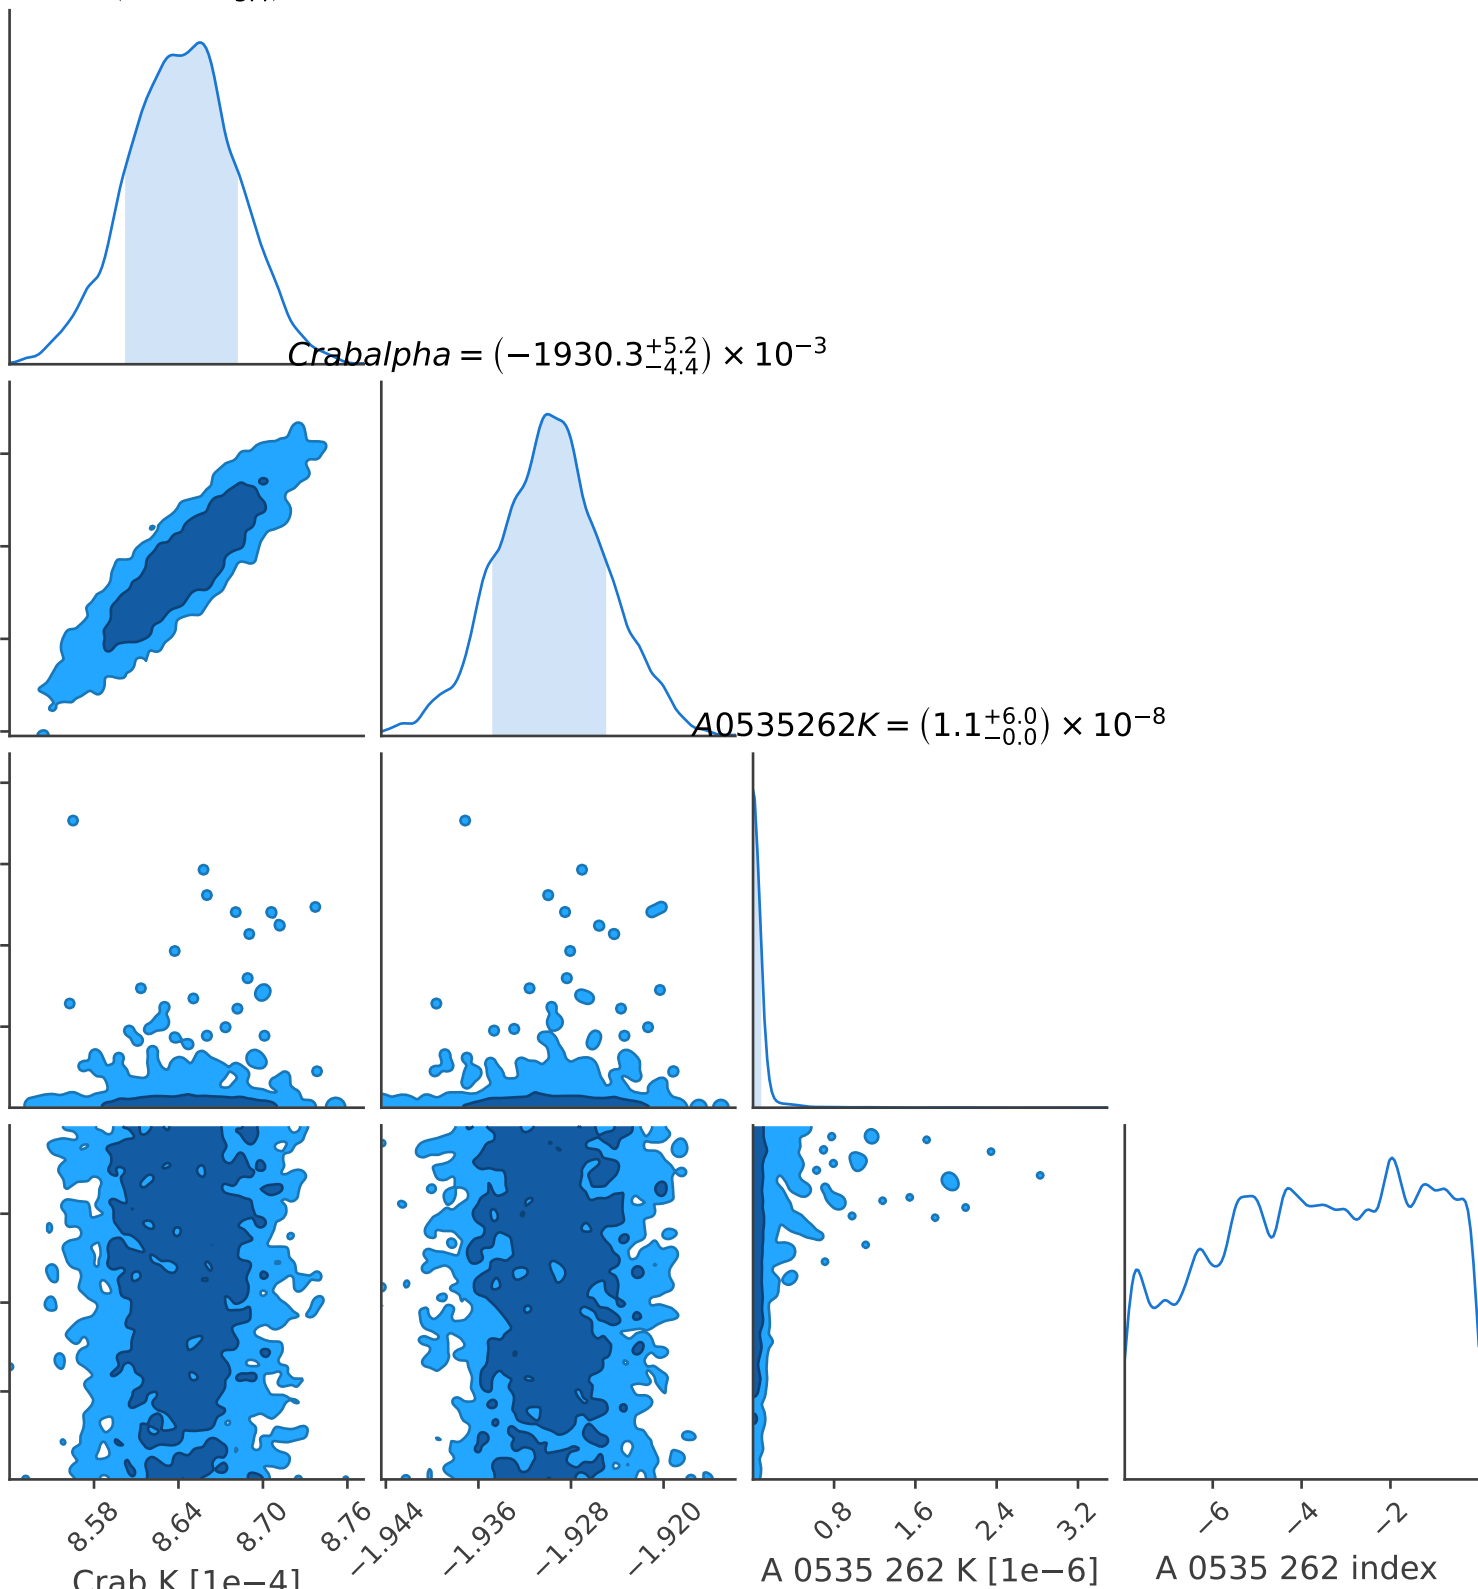 Crabalpha = (−1930.3 +5.2 −4.4) × 10−3
A0535262K = (1.1 +6.0 −0.0) × 10−8
8.58 8.64 8.70 8.76 −1.944 −1.936 −1.928 −1.920 0.8 1.6 2.4 3.2 −6 −4 −2
Crab K [1e−4] A 0535 262 K [1e−6] A 0535 262 index